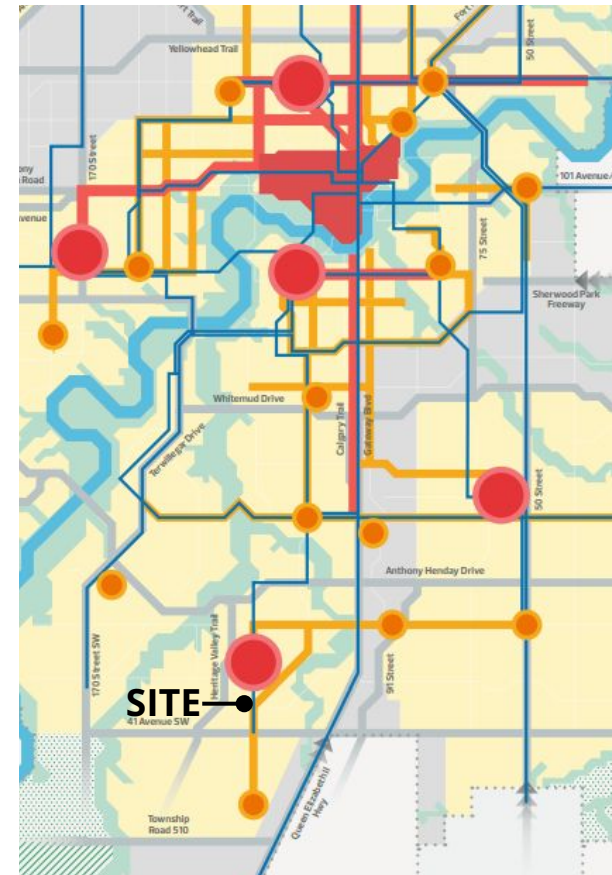 Yellowhead Trail
Fort
50 Street
170 Street
Road
101 Avenue
75 Street
Sherwood Park
Freeway
Whitemud Drive
Calgary Trail
Gateway Blvd
Terwillegar Drive
50 Street
Anthony Henday Drive
Heritage Valley Trail
170 Street SW
91 Street
SITE
41 Avenue SW
Queen Elizabeth II
Hwy
Township
Road 510